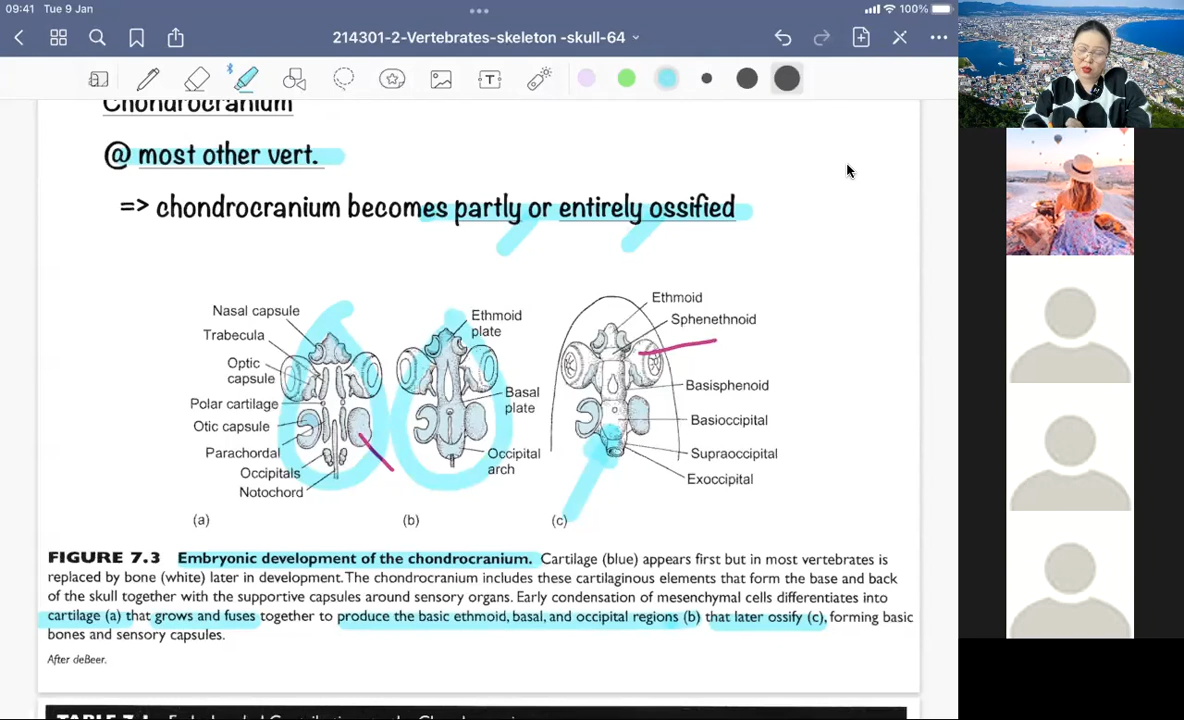 09:41 Tue 9 Jan
100%
214301-2-Vertebrates-skeleton -skull-64
Chondrocranium
@ most other vert.
=> chondrocranium becomes partly or entirely ossified
Nasal capsule
Trabecula
Optic
capsule
Polar cartilage
Otic capsule
Parachordal
Occipitals
Notochord
(a)
Ethmoid
plate
Basal
plate
Occipital
arch
(b)
Ethmoid
Sphenethnoid
Basisphenoid
Basioccipital
Supraoccipital
Exoccipital
(c)
FIGURE 7.3 Embryonic development of the chondrocranium. Cartilage (blue) appears first but in most vertebrates is
replaced by bone (white) later in development. The chondrocranium includes these cartilaginous elements that form the base and back
of the skull together with the supportive capsules around sensory organs. Early condensation of mesenchymal cells differentiates into
cartilage (a) that grows and fuses together to produce the basic ethmoid, basal, and occipital regions (b) that later ossify (c), forming basic
bones and sensory capsules.
After deBeer.